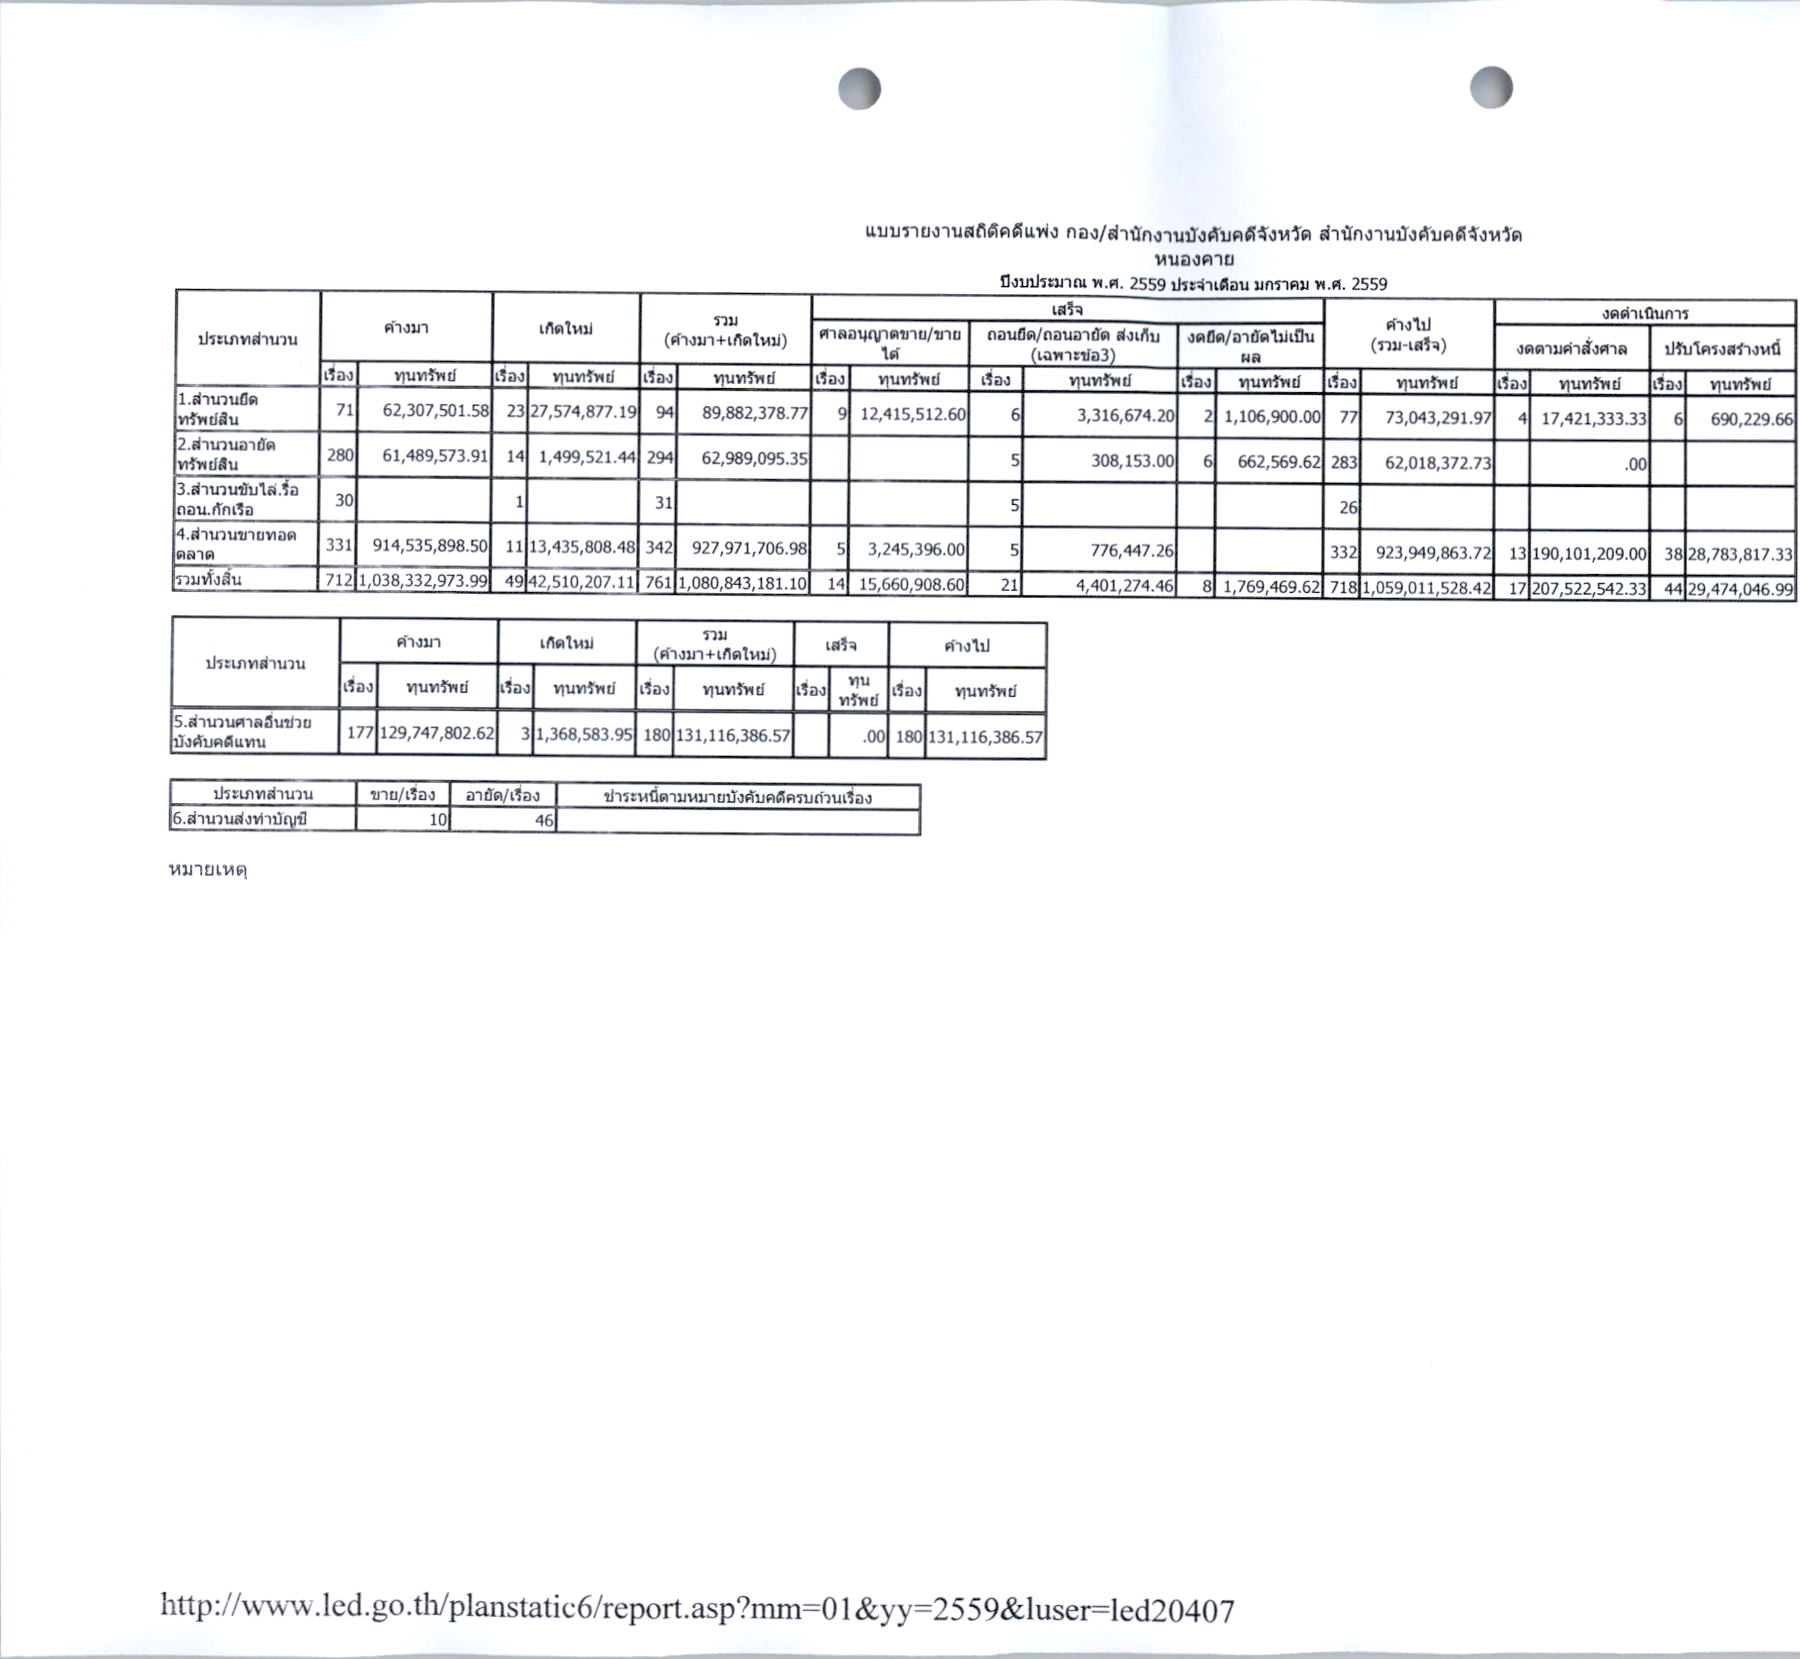 แบบรายงานสถิติคดีแพ่ง กอง/สำนักงานบังคับคดีจังหวัด สำนักงานบังคับคดีจังหวัด
หนองคาย
ปีงบประมาณ พ.ศ. 2559 ประจำเดือน มกราคม พ.ศ. 2559
ประเภทสำนวน ค้างมา เกิดใหม่ รวม (ค้างมา+เกิดใหม่) เสร็จ ค้างไป (รวม-เสร็จ) งดดำเนินการ
ศาลอนุญาตขาย/ขายได้ ถอนยึด/ถอนอายัด ส่งเก็บ (เฉพาะข้อ3) งดยึด/อายัดไม่เป็นผล งดตามคำสั่งศาล ปรับโครงสร้างหนี้
เรื่อง ทุนทรัพย์ เรื่อง ทุนทรัพย์ เรื่อง ทุนทรัพย์ เรื่อง ทุนทรัพย์ เรื่อง ทุนทรัพย์ เรื่อง ทุนทรัพย์ เรื่อง ทุนทรัพย์ เรื่อง ทุนทรัพย์ เรื่อง ทุนทรัพย์
1.สำนวนยึดทรัพย์สิน 71 62,307,501.58 23 27,574,877.19 94 89,882,378.77 9 12,415,512.60 6 3,316,674.20 2 1,106,900.00 77 73,043,291.97 4 17,421,333.33 6 690,229.66
2.สำนวนอายัดทรัพย์สิน 280 61,489,573.91 14 1,499,521.44 294 62,989,095.35 5 308,153.00 6 662,569.62 283 62,018,372.73 .00
3.สำนวนขับไล่.รื้อถอน.กักเรือ 30 1 31 5 26
4.สำนวนขายทอดตลาด 331 914,535,898.50 11 13,435,808.48 342 927,971,706.98 5 3,245,396.00 5 776,447.26 332 923,949,863.72 13 190,101,209.00 38 28,783,817.33
รวมทั้งสิ้น 712 1,038,332,973.99 49 42,510,207.11 761 1,080,843,181.10 14 15,660,908.60 21 4,401,274.46 8 1,769,469.62 718 1,059,011,528.42 17 207,522,542.33 44 29,474,046.99
ประเภทสำนวน ค้างมา เกิดใหม่ รวม (ค้างมา+เกิดใหม่) เสร็จ ค้างไป
เรื่อง ทุนทรัพย์ เรื่อง ทุนทรัพย์ เรื่อง ทุนทรัพย์ เรื่อง ทุนทรัพย์ เรื่อง ทุนทรัพย์
5.สำนวนศาลอื่นช่วยบังคับคดีแทน 177 129,747,802.62 3 1,368,583.95 180 131,116,386.57 .00 180 131,116,386.57
ประเภทสำนวน ขาย/เรื่อง อายัด/เรื่อง ชำระหนี้ตามหมายบังคับคดีครบถ้วนเรื่อง
6.สำนวนส่งทำบัญชี 10 46
หมายเหตุ
http://www.led.go.th/planstatic6/report.asp?mm=01&yy=2559&luser=led20407